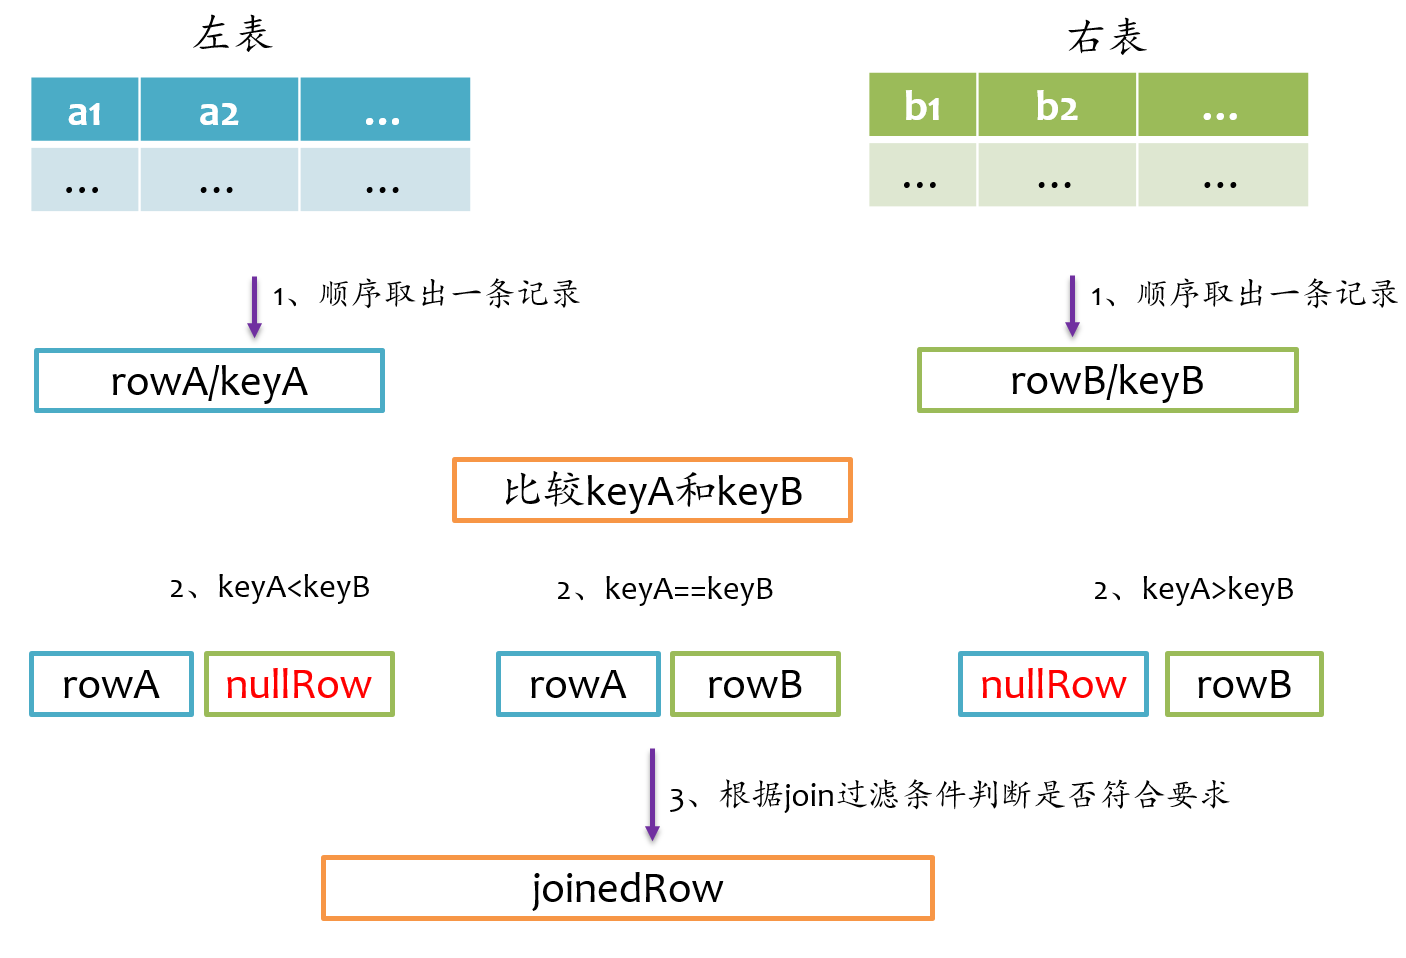 左表
右表
a1 a2 ...
b1 b2 ...
... ... ...
... ... ...
1、顺序取出一条记录
1、顺序取出一条记录
rowA/keyA
rowB/keyB
比较keyA和keyB
2、keyA<keyB
2、keyA==keyB
2、keyA>keyB
rowA nullRow
rowA rowB
nullRow rowB
3、根据join过滤条件判断是否符合要求
joinedRow